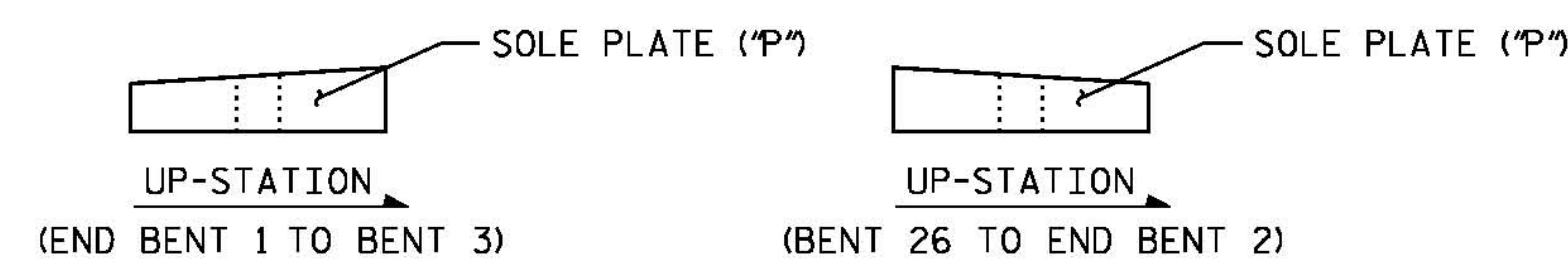 SOLE PLATE ("P")
UP-STATION
(END BENT 1 TO BENT 3)
SOLE PLATE ("P")
UP-STATION
(BENT 26 TO END BENT 2)